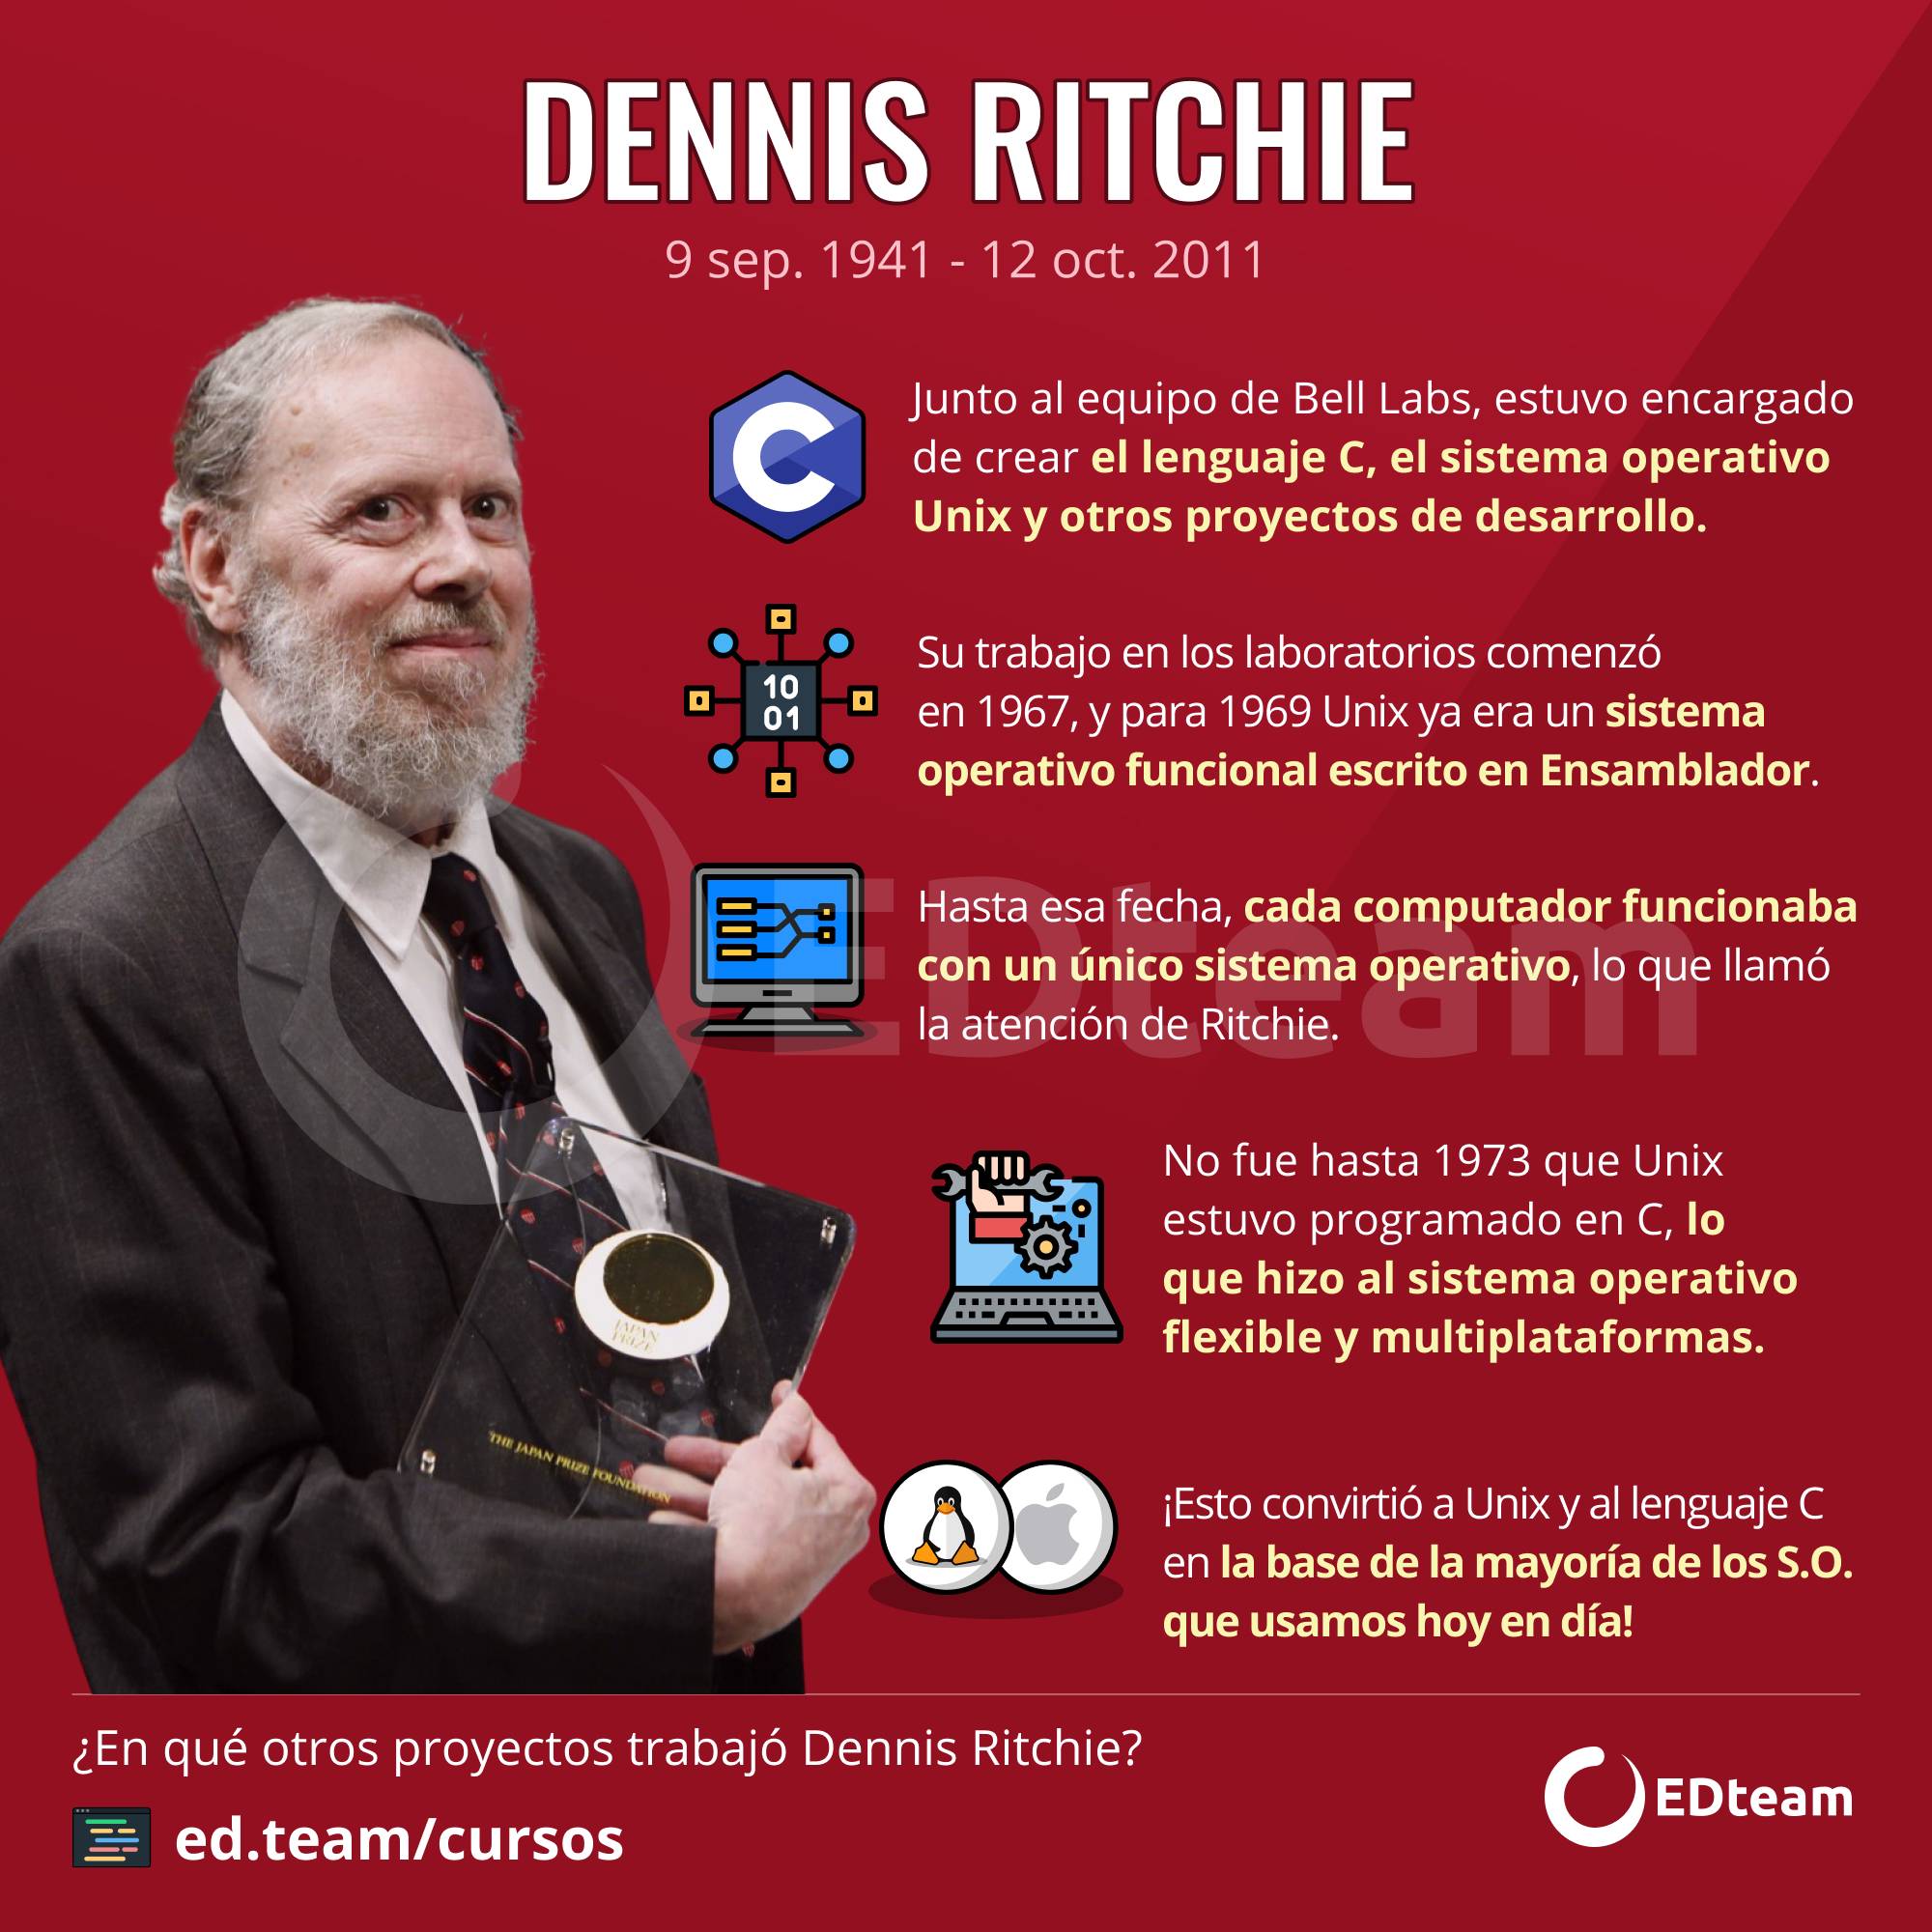 DENNIS RITCHIE
9 sep. 1941 - 12 oct. 2011
Junto al equipo de Bell Labs, estuvo encargado
de crear el lenguaje C, el sistema operativo
Unix y otros proyectos de desarrollo.
10
01
Su trabajo en los laboratorios comenzó
en 1967, y para 1969 Unix ya era un sistema
operativo funcional escrito en Ensamblador.
Hasta esa fecha, cada computador funcionaba
con un único sistema operativo, lo que llamó
la atención de Ritchie.
EDteam
No fue hasta 1973 que Unix
estuvo programado en C, lo
que hizo al sistema operativo
flexible y multiplataformas.
JAPAN
PRIZE
THE JAPAN PRIZE FOUNDATION
¡Esto convirtió a Unix y al lenguaje C
en la base de la mayoría de los S.O.
que usamos hoy en día!
¿En qué otros proyectos trabajó Dennis Ritchie?
ed.team/cursos
EDteam